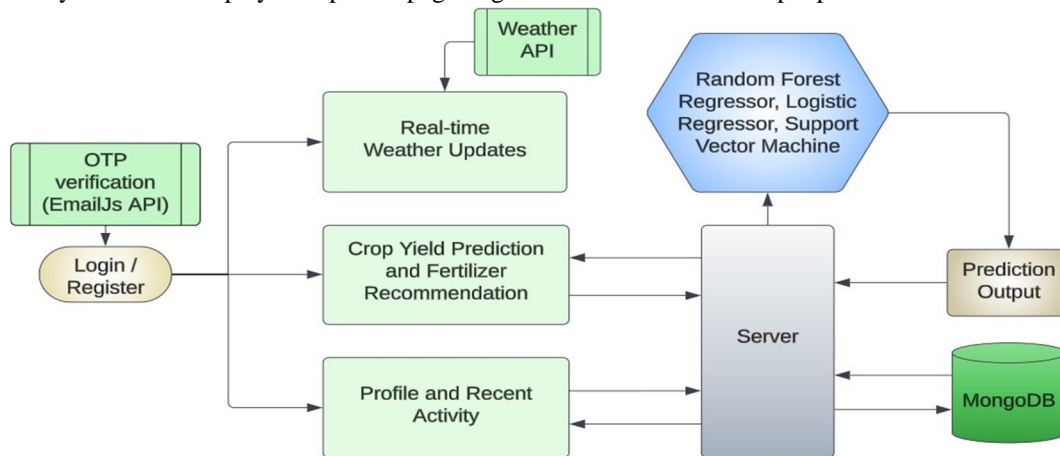 Weather
API
Random Forest
Regressor, Logistic
Regressor, Support
Vector Machine
Real-time
Weather Updates
OTP
verification
(EmailJs API)
Login /
Register
Crop Yield Prediction
and Fertilizer
Recommendation
Prediction
Output
Server
Profile and Recent
Activity
MongoDB